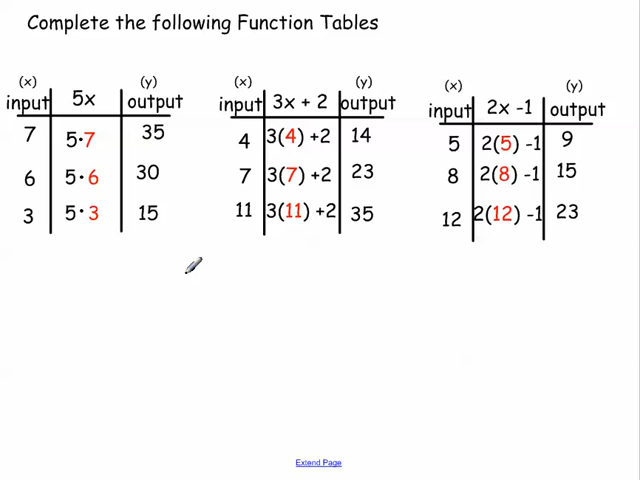 Complete the following Function Tables
(x) (y)
input 5x output
7 5·7 35
6 5·6 30
3 5·3 15
(x) (y)
input 3x + 2 output
4 3(4) +2 14
7 3(7) +2 23
11 3(11) +2 35
(x) (y)
input 2x -1 output
5 2(5) -1 9
8 2(8) -1 15
12 2(12) -1 23
Extend Page